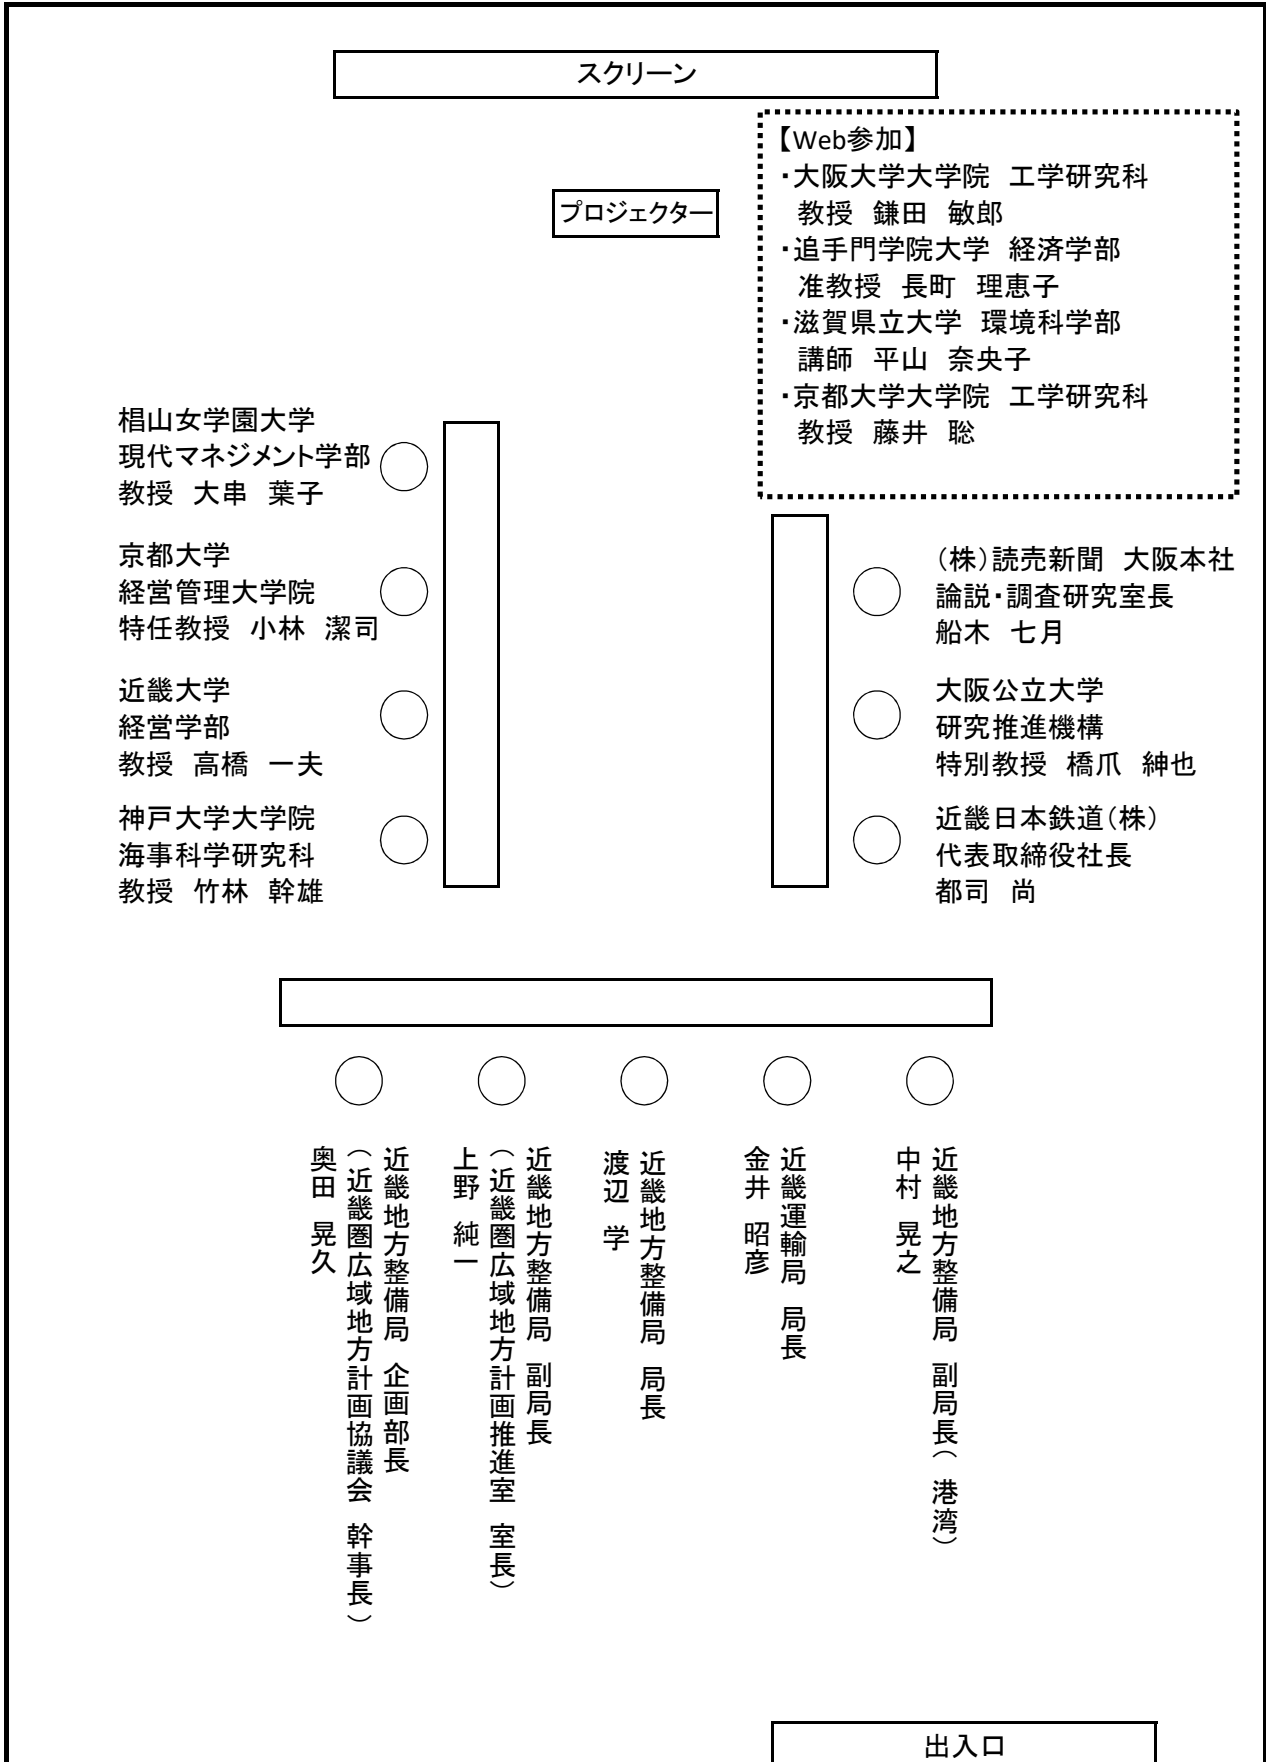 スクリーン
プロジェクター
【Web参加】
・大阪大学大学院　工学研究科
教授　鎌田　敏郎
・追手門学院大学　経済学部
准教授　長町　理恵子
・滋賀県立大学　環境科学部
講師　平山　奈央子
・京都大学大学院　工学研究科
教授　藤井　聡
椙山女学園大学
現代マネジメント学部
教授　大串　葉子
京都大学
経営管理大学院
特任教授　小林　潔司
近畿大学
経営学部
教授　高橋　一夫
神戸大学大学院
海事科学研究科
教授　竹林　幹雄
（株）読売新聞　大阪本社
論説・調査研究室長
船木　七月
大阪公立大学
研究推進機構
特別教授　橋爪　紳也
近畿日本鉄道（株）
代表取締役社長
都司　尚
近畿地方整備局　企画部長
（近畿圏広域地方計画協議会　幹事長）
奥田　晃久
近畿地方整備局　副局長
（近畿圏広域地方計画推進室　室長）
上野　純一
近畿地方整備局　局長
渡辺　学
近畿運輸局　局長
金井　昭彦
近畿地方整備局　副局長（港湾）
中村　晃之
出入口